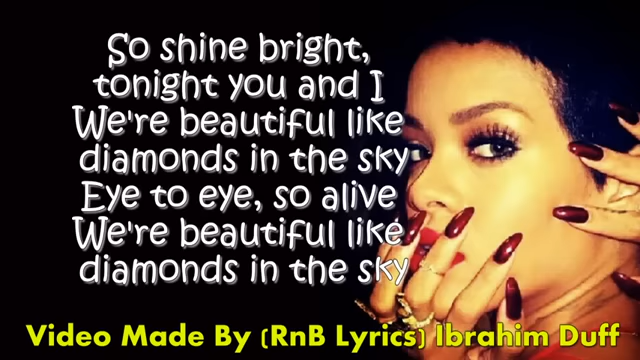 So shine bright,
tonight you and I
We're beautiful like
diamonds in the sky
Eye to eye, so alive
We're beautiful like
diamonds in the sky
Video Made By (RnB Lyrics) Ibrahim Duff